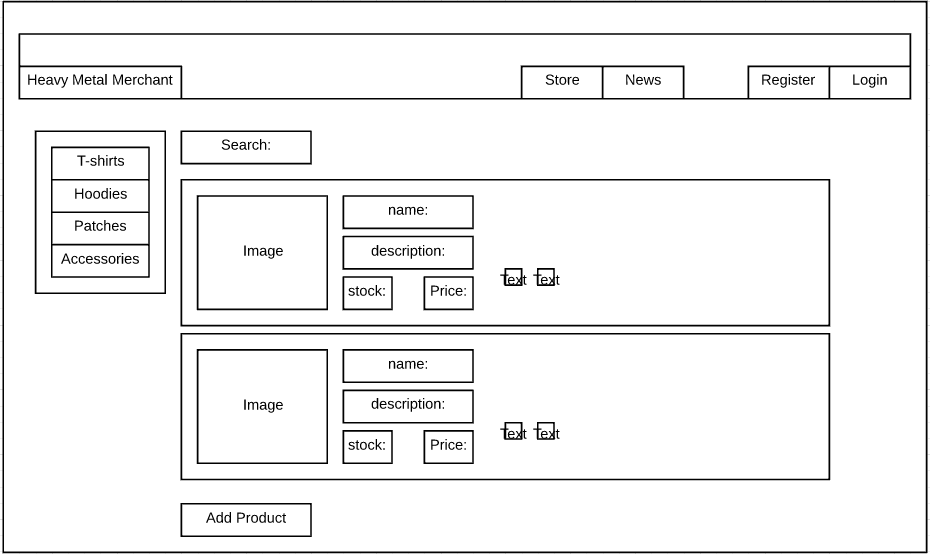 Heavy Metal Merchant
Store
News
Register
Login
T-shirts
Hoodies
Patches
Accessories
Search:
Image
name:
description:
stock:
Price:
Text
Text
Image
name:
description:
stock:
Price:
Text
Text
Add Product